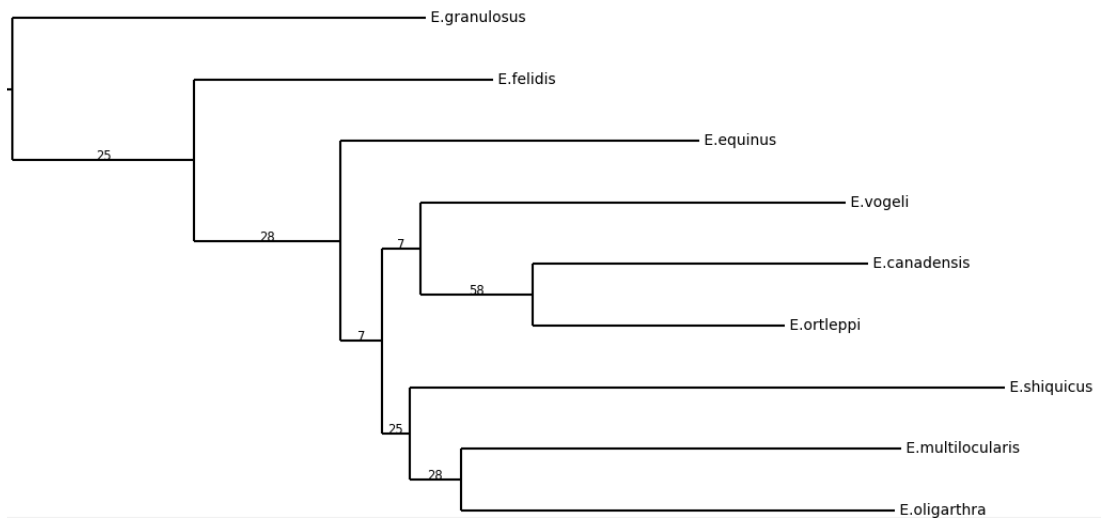 E.granulosus
E.felidis
E.equinus
25
E.vogeli
28
7
E.canadensis
58
E.ortleppi
7
E.shiquicus
25
E.multilocularis
28
E.oligarthra